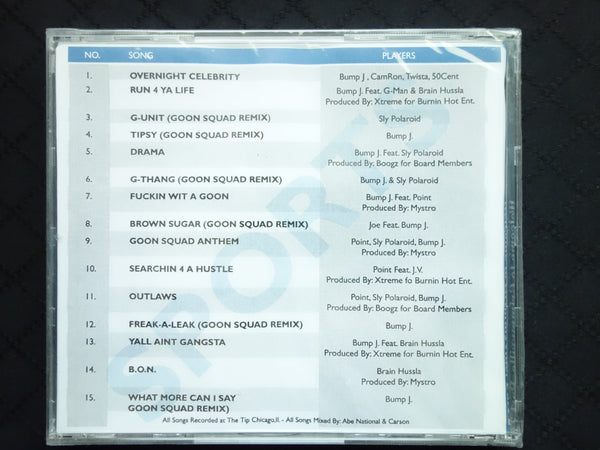 NO. SONG PLAYERS
1. OVERNIGHT CELEBRITY Bump J , CamRon, Twista, 50Cent
2. RUN 4 YA LIFE Bump J. Feat. G-Man & Brain Hussla
Produced By: Xtreme for Burnin Hot Ent.
3. G-UNIT (GOON SQUAD REMIX) Sly Polaroid
4. TIPSY (GOON SQUAD REMIX) Bump J.
5. DRAMA Bump J. Feat. Sly Polaroid
Produced By: Boogz for Board Members
6. G-THANG (GOON SQUAD REMIX) Bump J. & Sly Polaroid
7. FUCKIN WIT A GOON Bump J. Feat. Point
Produced By: Mystro
8. BROWN SUGAR (GOON SQUAD REMIX) Joe Feat. Bump J.
9. GOON SQUAD ANTHEM Point, Sly Polaroid, Bump J.
Produced By: Mystro
10. SEARCHIN 4 A HUSTLE Point Feat. J.V.
Produced By: Xtreme fo Burnin Hot Ent.
11. OUTLAWS Point, Sly Polaroid, Bump J.
Produced By: Boogz for Board Members
12. FREAK-A-LEAK (GOON SQUAD REMIX) Bump J.
13. YALL AINT GANGSTA Bump J. Feat. Brain Hussla
Produced By: Xtreme for Burnin Hot Ent.
14. B.O.N. Brain Hussla
Produced By: Mystro
15. WHAT MORE CAN I SAY Bump J.
GOON SQUAD REMIX)
All Songs Recorded at The Tip Chicago,Il. - All Songs Mixed By: Abe National & Carson
SPORTS